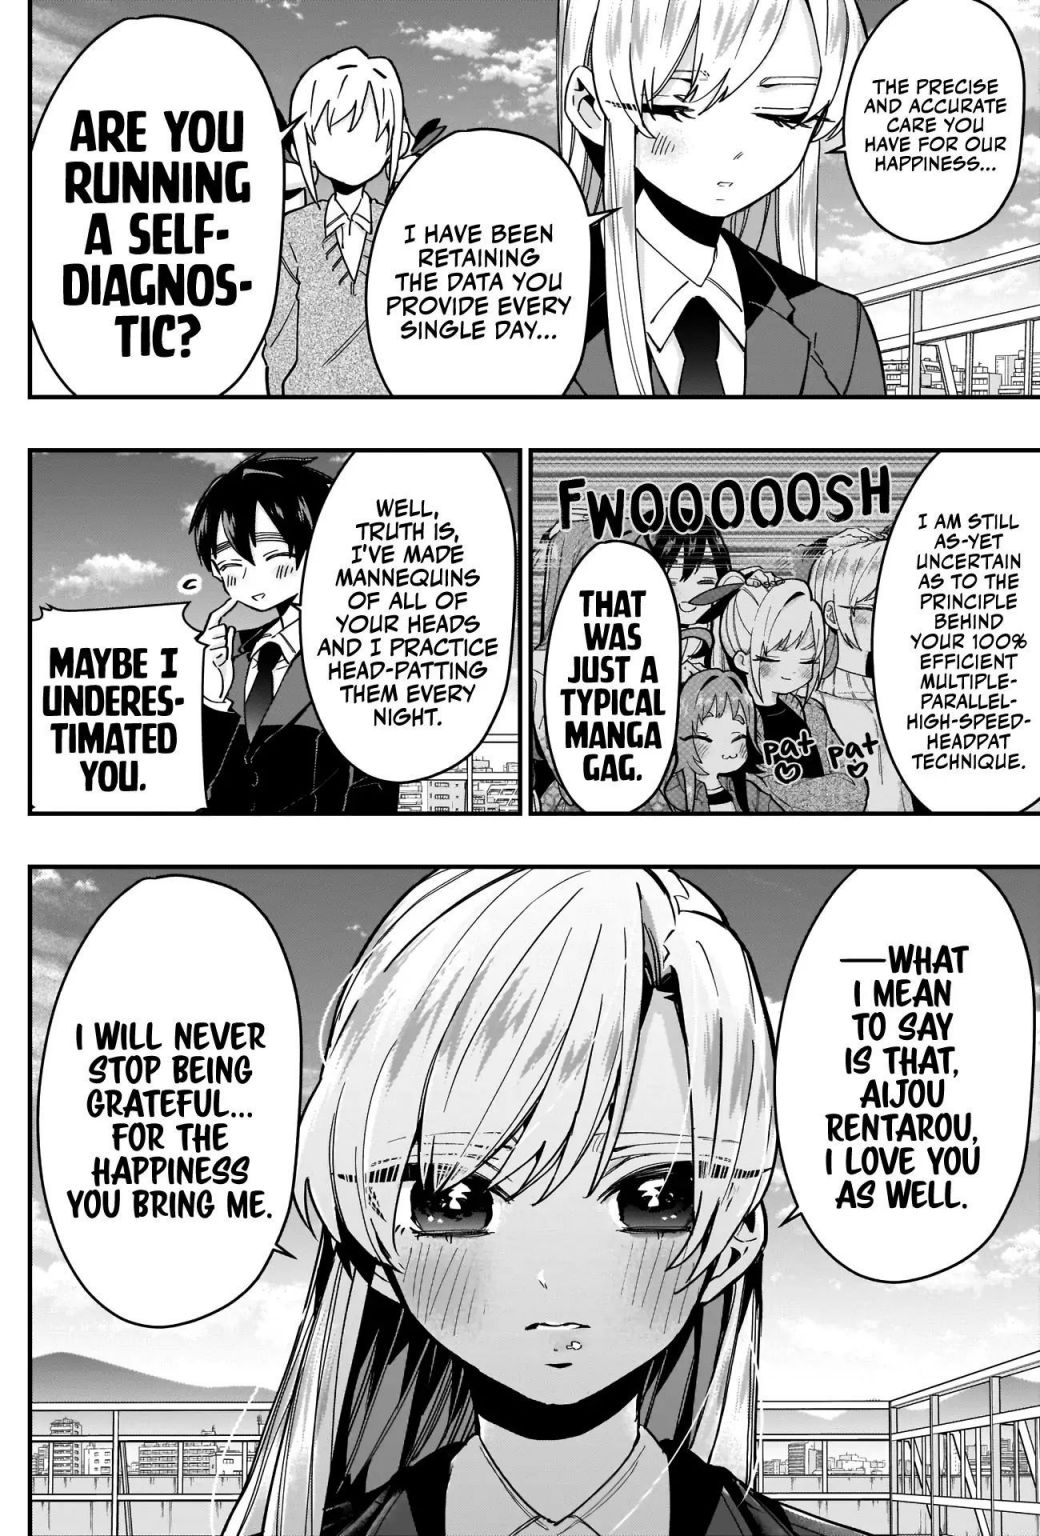 THE PRECISE
AND ACCURATE
CARE YOU
HAVE FOR OUR
HAPPINESS...
I HAVE BEEN
RETAINING
THE DATA YOU
PROVIDE EVERY
SINGLE DAY...
ARE YOU
RUNNING
A SELF-
DIAGNOS-
TIC?
I AM STILL
AS-YET
UNCERTAIN
AS TO THE
PRINCIPLE
BEHIND
YOUR 100%
EFFICIENT
MULTIPLE-
PARALLEL-
HIGH-SPEED-
HEADPAT
TECHNIQUE.
FWOOOOOSH
pat
pat
THAT
WAS
JUST A
TYPICAL
MANGA
GAG.
WELL,
TRUTH IS,
I'VE MADE
MANNEQUINS
OF ALL OF
YOUR HEADS
AND I PRACTICE
HEAD-PATTING
THEM EVERY
NIGHT.
MAYBE I
UNDERES-
TIMATED
YOU.
—WHAT
I MEAN
TO SAY
IS THAT,
AIJOU
RENTAROU,
I LOVE YOU
AS WELL.
I WILL NEVER
STOP BEING
GRATEFUL...
FOR THE
HAPPINESS
YOU BRING ME.